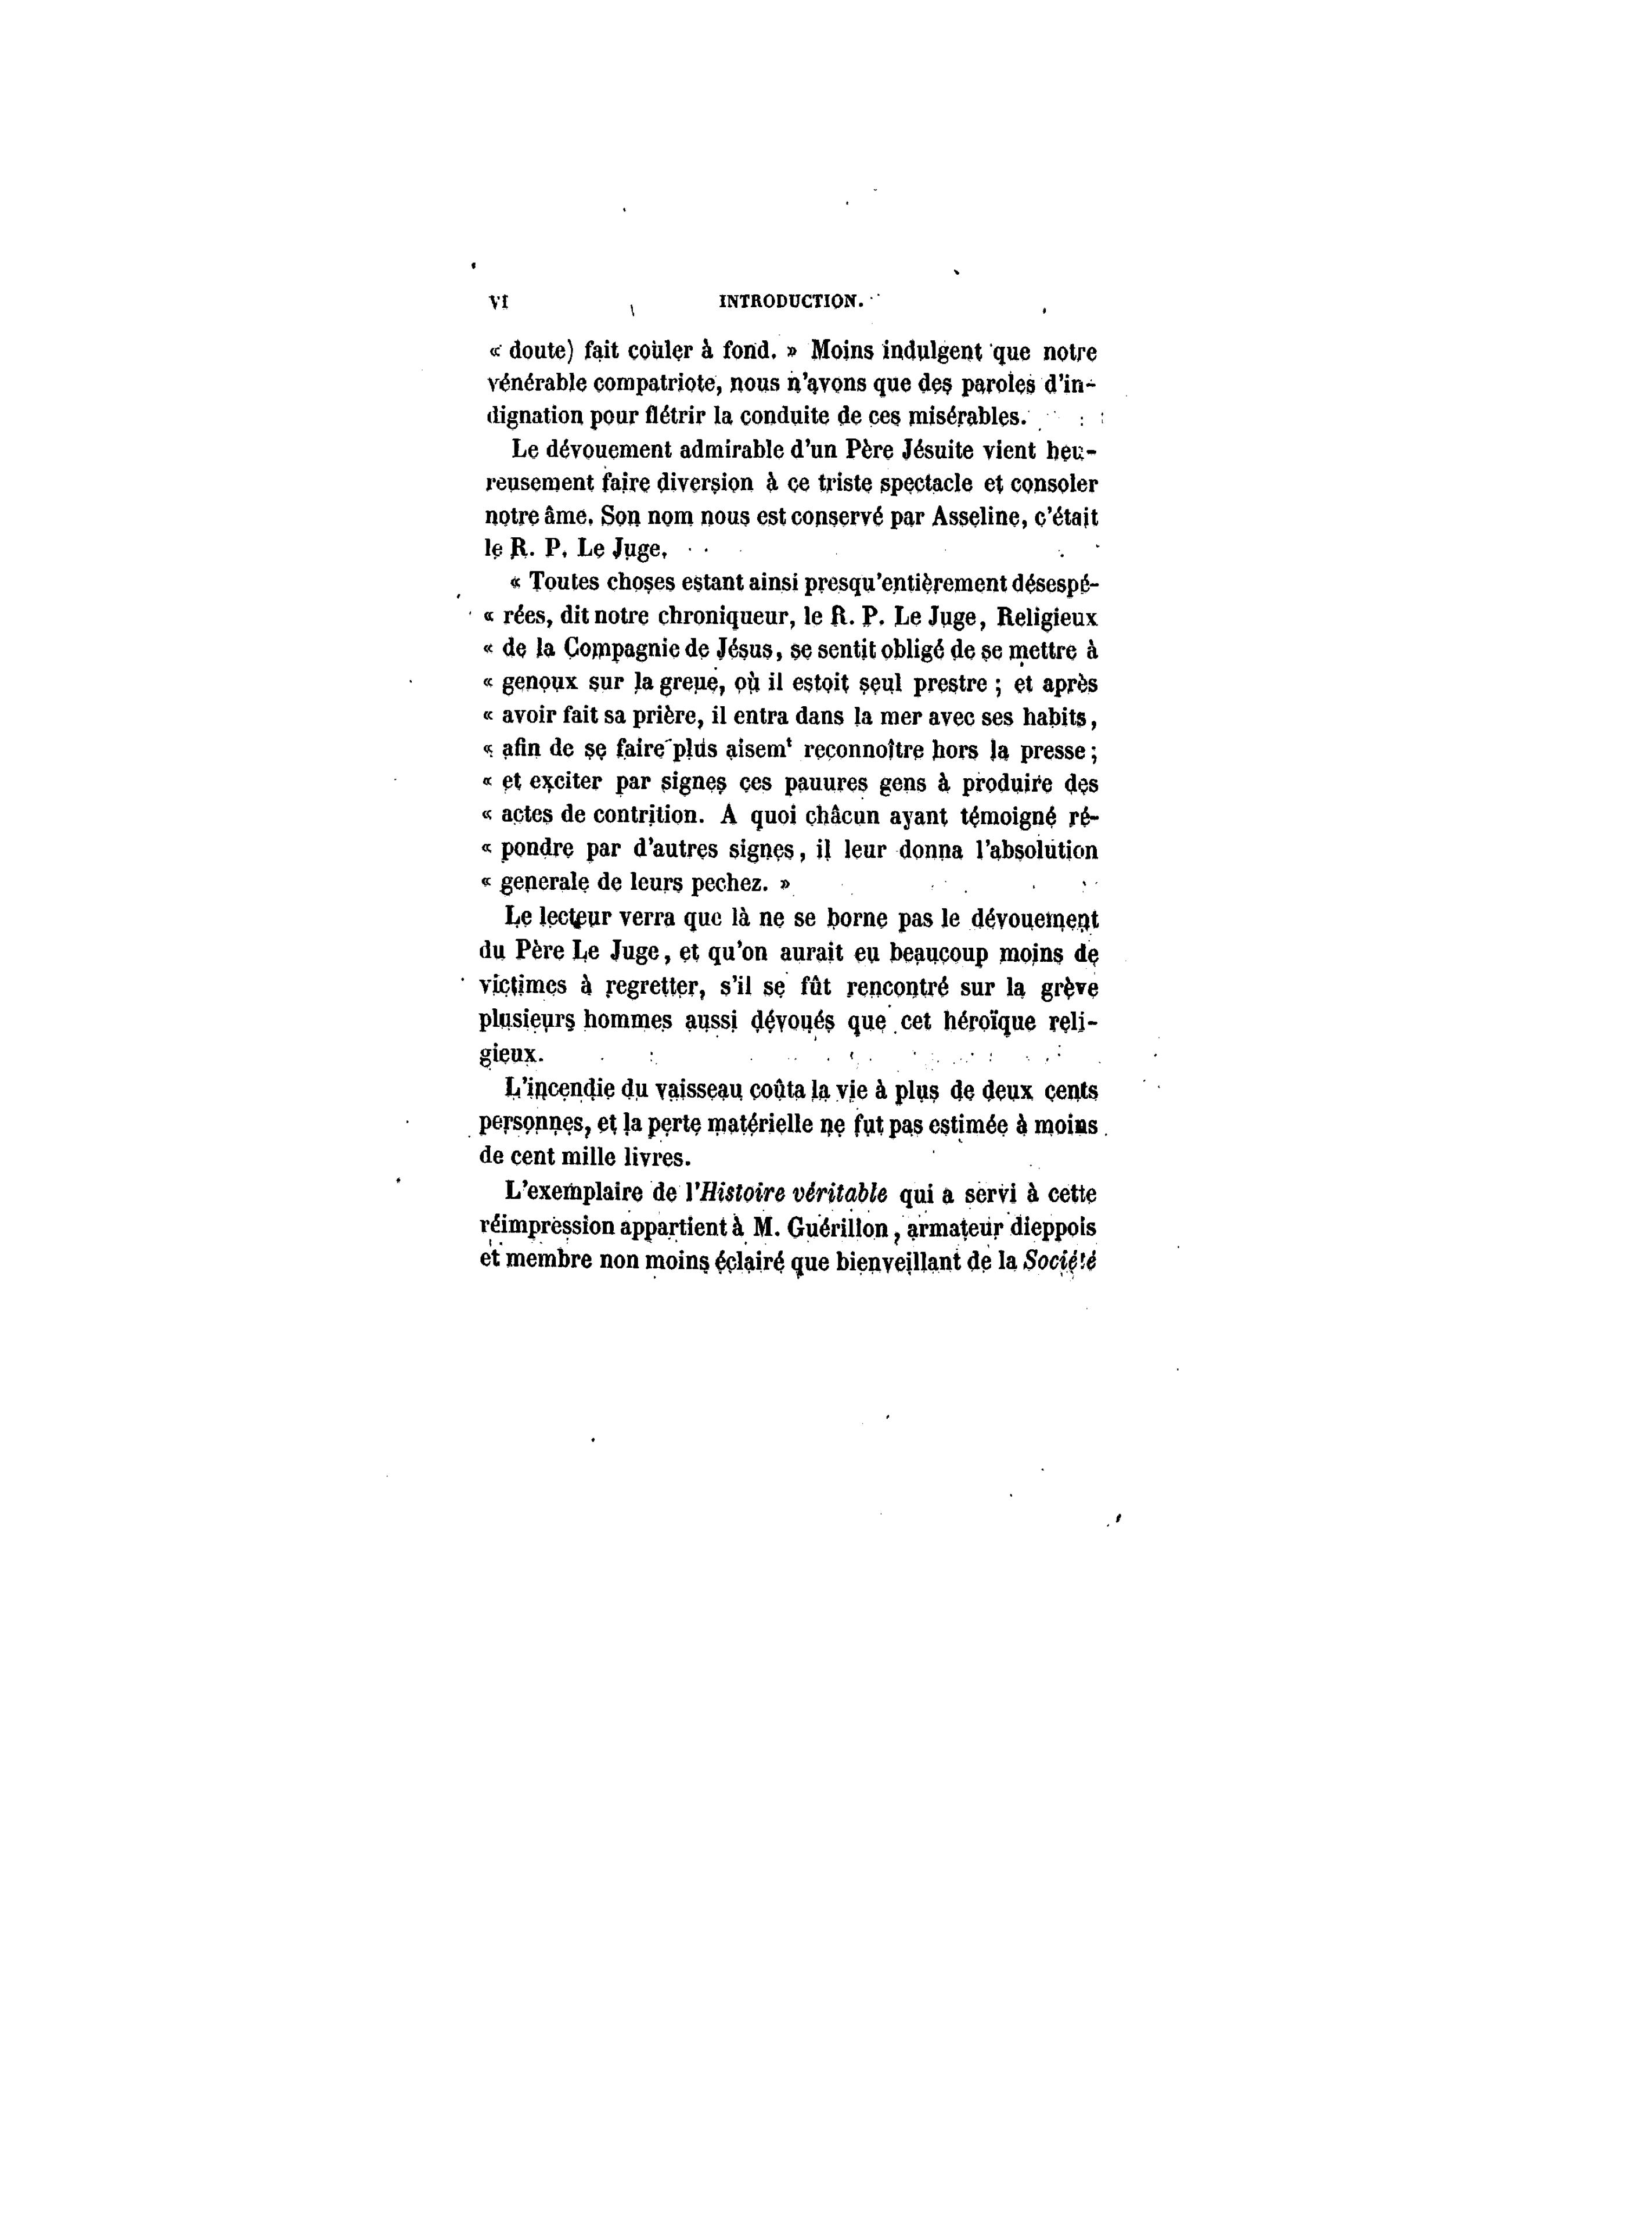 VI INTRODUCTION.
« doute) fait couler à fond. » Moins indulgent que notre
vénérable compatriote, nous n'avons que des paroles d'in-
dignation pour flétrir la conduite de ces misérables.
Le dévouement admirable d'un Père Jésuite vient heu-
reusement faire diversion à ce triste spectacle et consoler
notre âme. Son nom nous est conservé par Asseline, c'était
le R. P. Le Juge.
« Toutes choses estant ainsi presqu'entièrement désespé-
« rées, dit notre chroniqueur, le R. P. Le Juge, Religieux
« de la Compagnie de Jésus, se sentit obligé de se mettre à
« genoux sur la greue, où il estoit seul prestre ; et après
« avoir fait sa prière, il entra dans la mer avec ses habits,
« afin de se faire plus aisemᵗ reconnoître hors la presse ;
« et exciter par signes ces pauures gens à produire des
« actes de contrition. A quoi châcun ayant témoigné ré-
« pondre par d'autres signes, il leur donna l'absolution
« generale de leurs pechez. »
Le lecteur verra que là ne se borne pas le dévouement
du Père Le Juge, et qu'on aurait eu beaucoup moins de
victimes à regretter, s'il se fût rencontré sur la grève
plusieurs hommes aussi dévoués que cet héroïque reli-
gieux.
L'incendie du vaisseau coûta la vie à plus de deux cents
personnes, et la perte matérielle ne fut pas estimée à moins
de cent mille livres.
L'exemplaire de l'Histoire véritable qui a servi à cette
réimpression appartient à M. Guérillon, armateur dieppois
et membre non moins éclairé que bienveillant de la Société